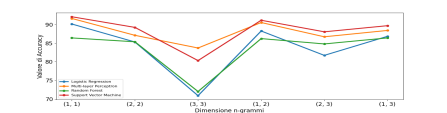 90
85
80
75
70
Valore di Accuracy
Logistic Regression
Multi-layer Perception
Random Forest
Support Vector Machine
(1, 1)
(2, 2)
(3, 3)
(1, 2)
(2, 3)
(1, 3)
Dimensione n-grammi